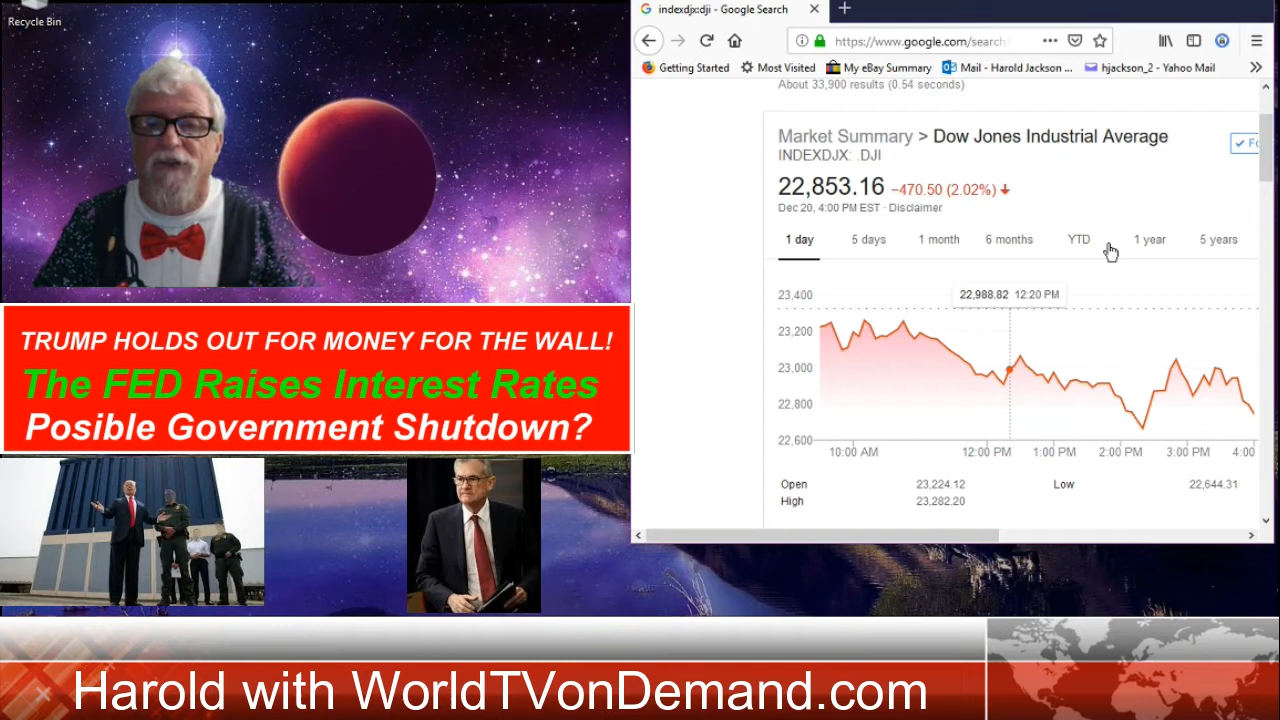 Recycle Bin
indexdjx:dji - Google Search
https://www.google.com/search
Getting Started Most Visited My eBay Summary Mail - Harold Jackson ... hjackson_2 - Yahoo Mail
About 33,900 results (0.54 seconds)
Market Summary > Dow Jones Industrial Average
INDEXDJX: .DJI
22,853.16 −470.50 (2.02%)
Dec 20, 4:00 PM EST · Disclaimer
1 day 5 days 1 month 6 months YTD 1 year 5 years
22,988.82 12:20 PM
23,400
23,200
23,000
22,800
22,600
10:00 AM 12:00 PM 1:00 PM 2:00 PM 3:00 PM 4:00
Open 23,224.12 Low 22,644.31
High 23,282.20
TRUMP HOLDS OUT FOR MONEY FOR THE WALL!
The FED Raises Interest Rates
Posible Government Shutdown?
Harold with WorldTVonDemand.com